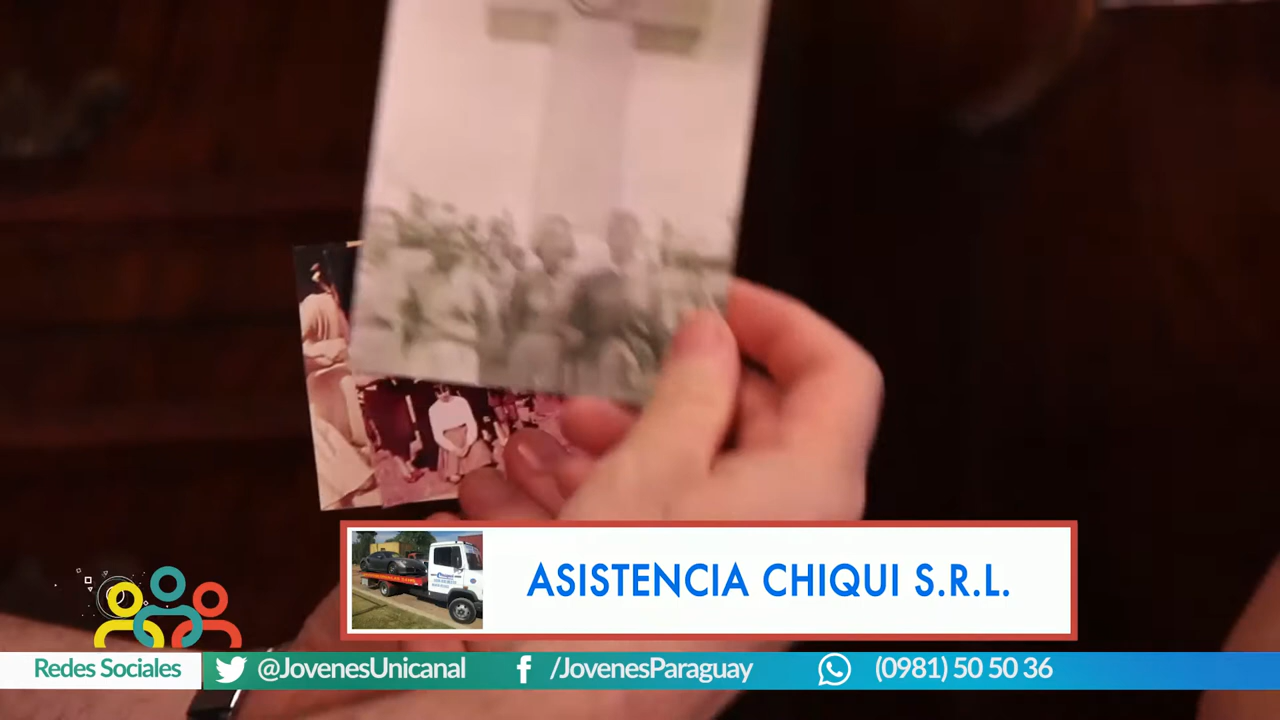 ASISTENCIA CHIQUI S.R.L.
Redes Sociales @JovenesUnicanal /JovenesParaguay (0981) 50 50 36